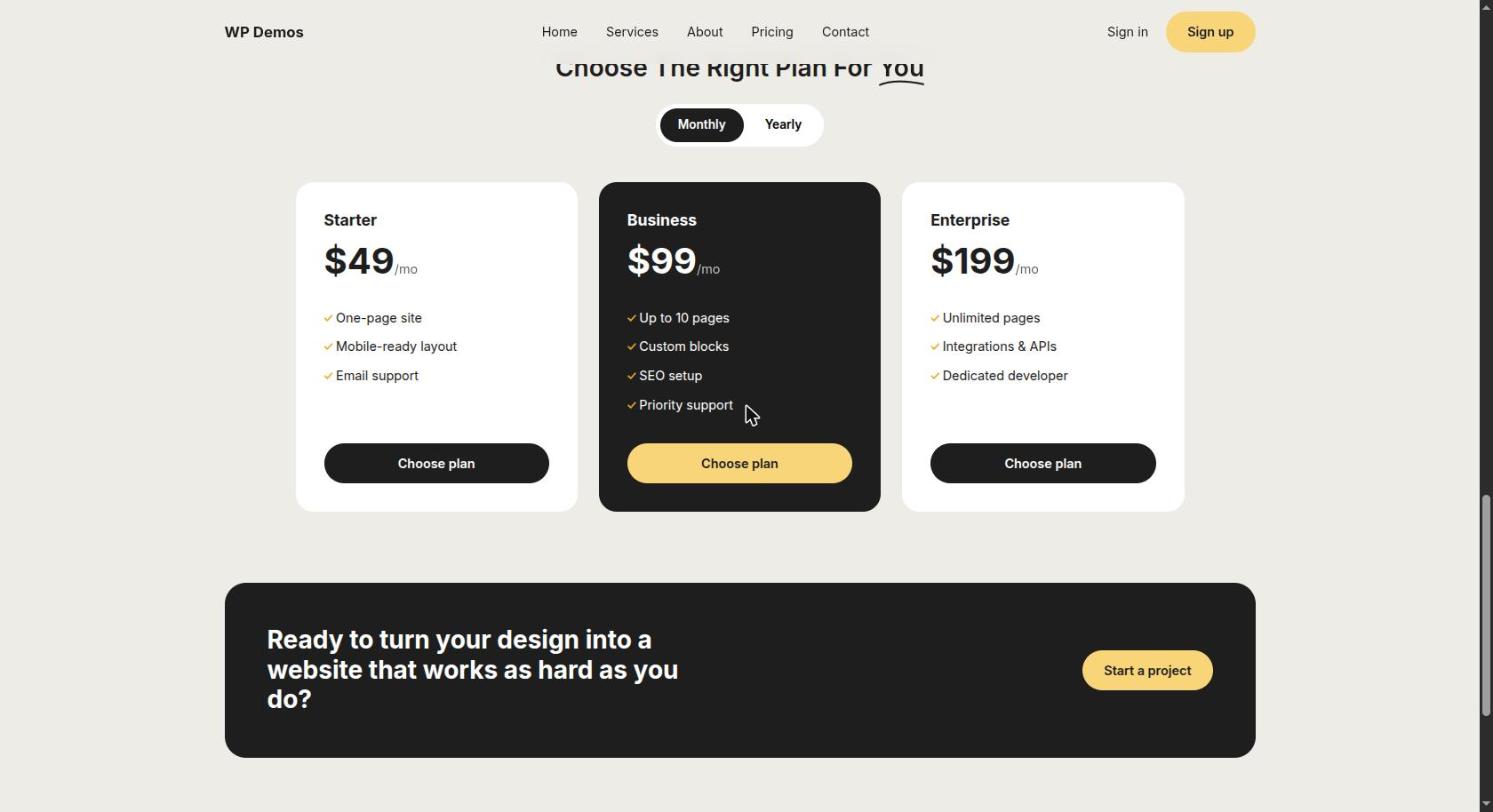 WP Demos
Home Services About Pricing Contact
Sign in Sign up
Choose The Right Plan For You
Monthly Yearly
Starter
$49/mo
One-page site
Mobile-ready layout
Email support
Choose plan
Business
$99/mo
Up to 10 pages
Custom blocks
SEO setup
Priority support
Choose plan
Enterprise
$199/mo
Unlimited pages
Integrations & APIs
Dedicated developer
Choose plan
Ready to turn your design into a
website that works as hard as you
do?
Start a project